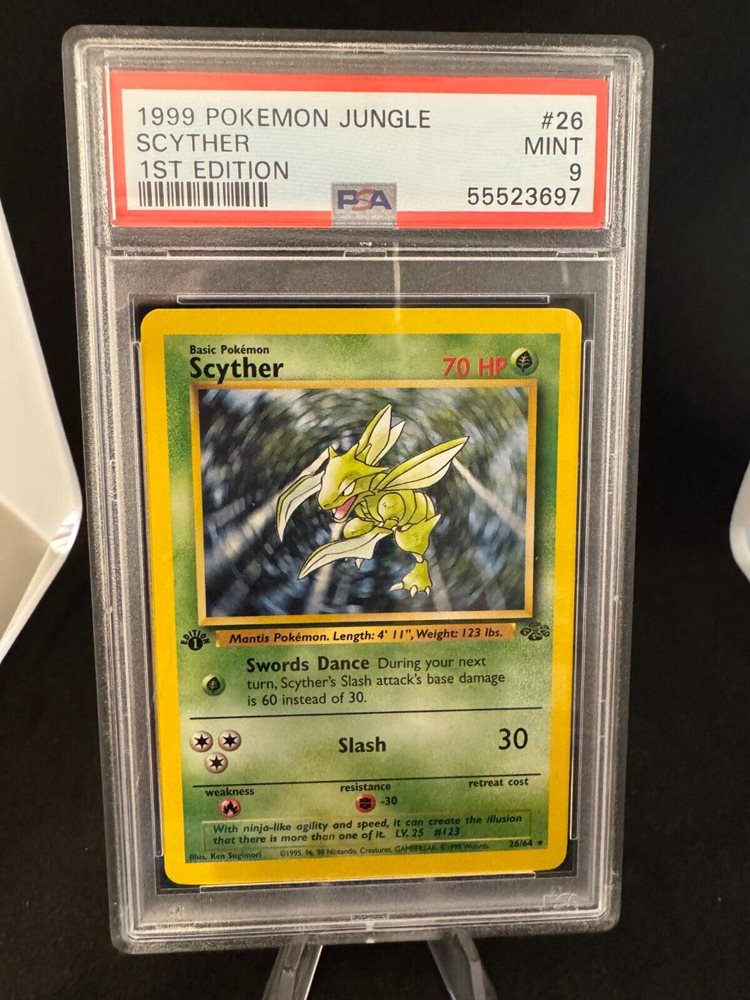 1999 POKEMON JUNGLE #26
SCYTHER MINT
1ST EDITION 9
PSA 55523697
Basic Pokémon
Scyther 70 HP
EDITION 1
Mantis Pokémon. Length: 4' 11", Weight: 123 lbs.
Swords Dance During your next
turn, Scyther's Slash attack's base damage
is 60 instead of 30.
Slash 30
weakness resistance retreat cost
-30
With ninja-like agility and speed, it can create the illusion
that there is more than one of it. LV. 25 #123
Illus. Ken Sugimori ©1995, 96, 98 Nintendo, Creatures, GAMEFREAK. ©1999 Wizards. 26/64 ★